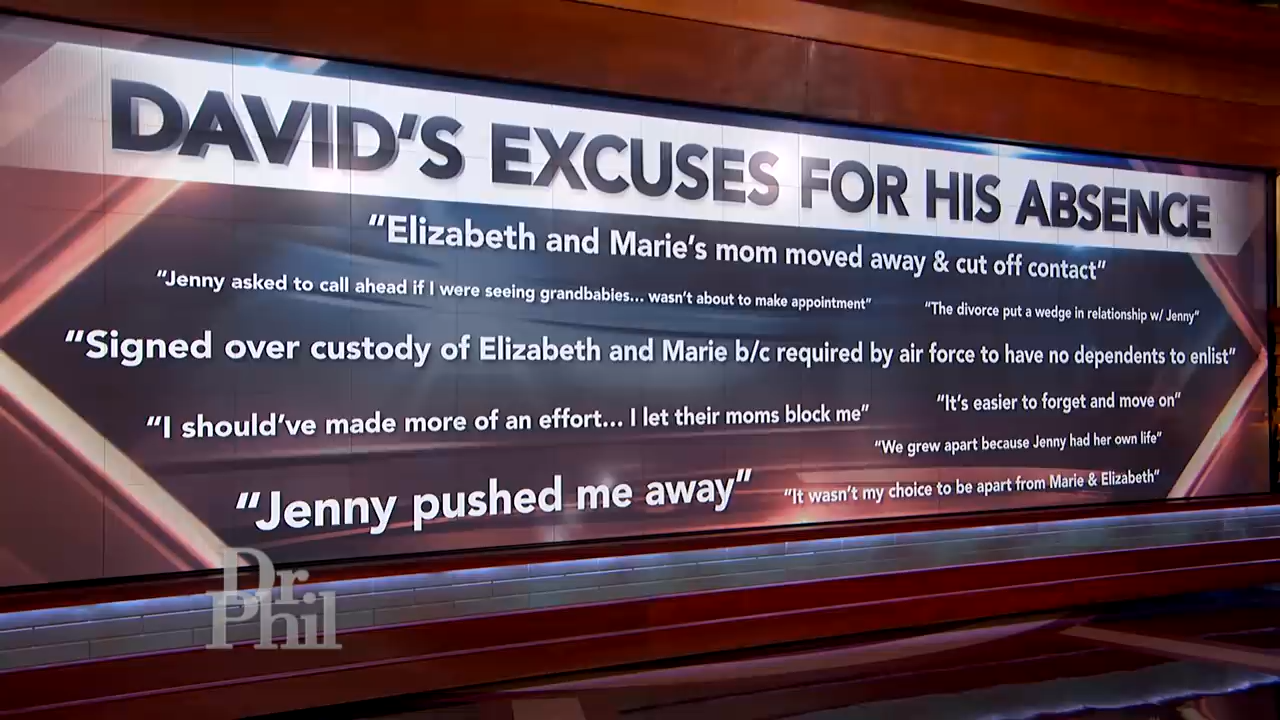 DAVID'S EXCUSES FOR HIS ABSENCE
"Elizabeth and Marie's mom moved away & cut off contact"
"Jenny asked to call ahead if I were seeing grandbabies... wasn't about to make appointment"
"The divorce put a wedge in relationship w/ Jenny"
"Signed over custody of Elizabeth and Marie b/c required by air force to have no dependents to enlist"
"It's easier to forget and move on"
"I should've made more of an effort... I let their moms block me"
"We grew apart because Jenny had her own life"
"Jenny pushed me away"
"It wasn't my choice to be apart from Marie & Elizabeth"
Dr.
Phil